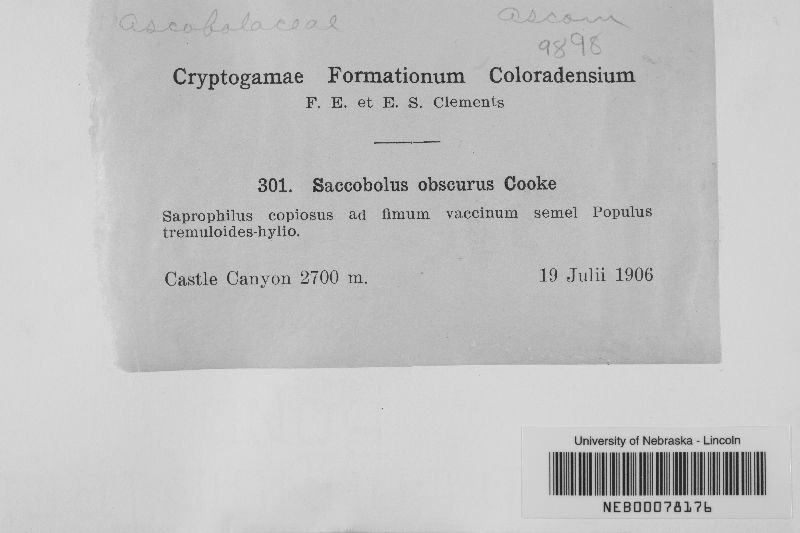 Ascobolaceae
Ascom
9898
Cryptogamae Formationum Coloradensium
F. E. et E. S. Clements
301. Saccobolus obscurus Cooke
Saprophilus copiosus ad fimum vaccinum semel Populus
tremuloides-hylio.
Castle Canyon 2700 m. 19 Julii 1906
University of Nebraska - Lincoln
NEB00078176